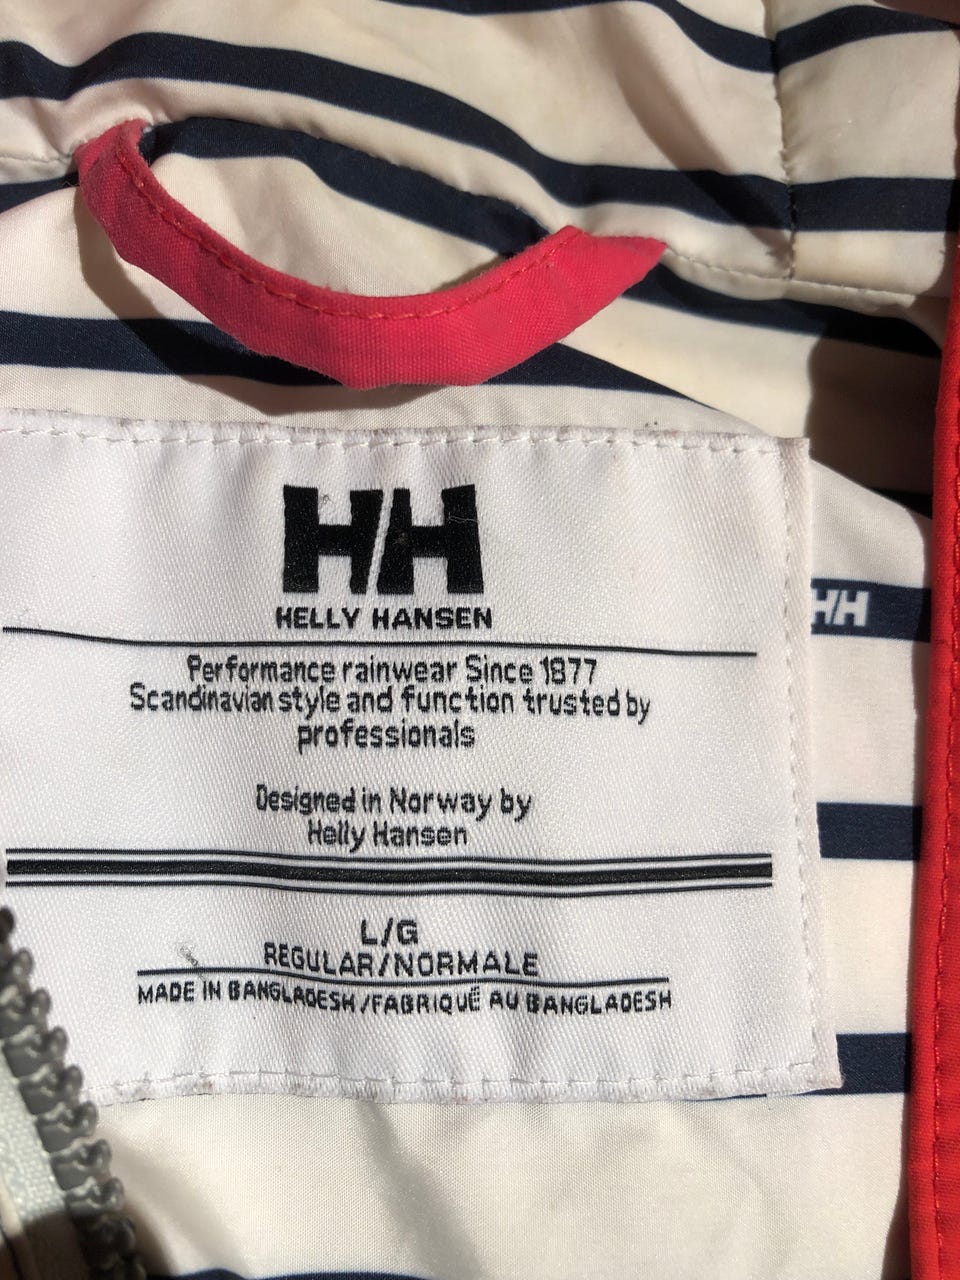 HH
HELLY HANSEN
Performance rainwear Since 1877
Scandinavian style and function trusted by
professionals
Designed in Norway by
Helly Hansen
L/G
REGULAR/NORMALE
MADE IN BANGLADESH/FABRIQUÉ AU BANGLADESH
HH